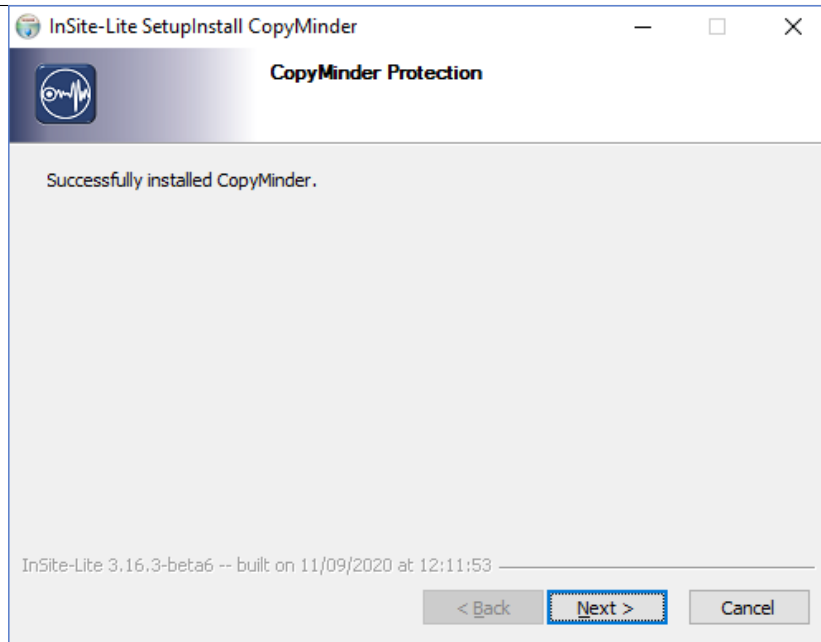 InSite-Lite SetupInstall CopyMinder
CopyMinder Protection
Successfully installed CopyMinder.
InSite-Lite 3.16.3-beta6 -- built on 11/09/2020 at 12:11:53
< Back Next > Cancel